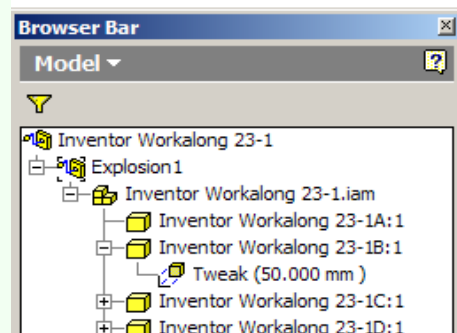 Browser Bar
Model
Inventor Workalong 23-1
Explosion1
Inventor Workalong 23-1.iam
Inventor Workalong 23-1A:1
Inventor Workalong 23-1B:1
Tweak (50.000 mm )
Inventor Workalong 23-1C:1
Inventor Workalong 23-1D:1